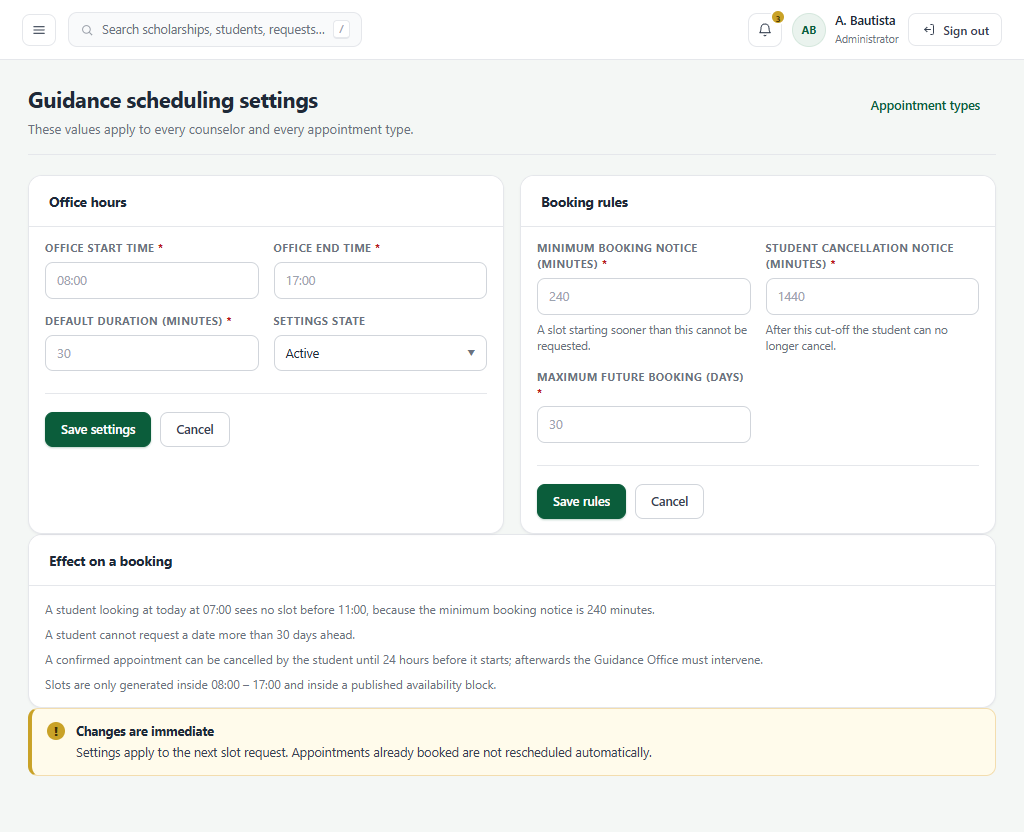 Search scholarships, students, requests... /
3
AB
A. Bautista
Administrator
Sign out
Guidance scheduling settings
These values apply to every counselor and every appointment type.
Appointment types
Office hours
OFFICE START TIME *
OFFICE END TIME *
08:00
17:00
DEFAULT DURATION (MINUTES) *
SETTINGS STATE
30
Active
Save settings
Cancel
Booking rules
MINIMUM BOOKING NOTICE
(MINUTES) *
STUDENT CANCELLATION NOTICE
(MINUTES) *
240
1440
A slot starting sooner than this cannot be
requested.
After this cut-off the student can no
longer cancel.
MAXIMUM FUTURE BOOKING (DAYS)
*
30
Save rules
Cancel
Effect on a booking
A student looking at today at 07:00 sees no slot before 11:00, because the minimum booking notice is 240 minutes.
A student cannot request a date more than 30 days ahead.
A confirmed appointment can be cancelled by the student until 24 hours before it starts; afterwards the Guidance Office must intervene.
Slots are only generated inside 08:00 – 17:00 and inside a published availability block.
! Changes are immediate
Settings apply to the next slot request. Appointments already booked are not rescheduled automatically.